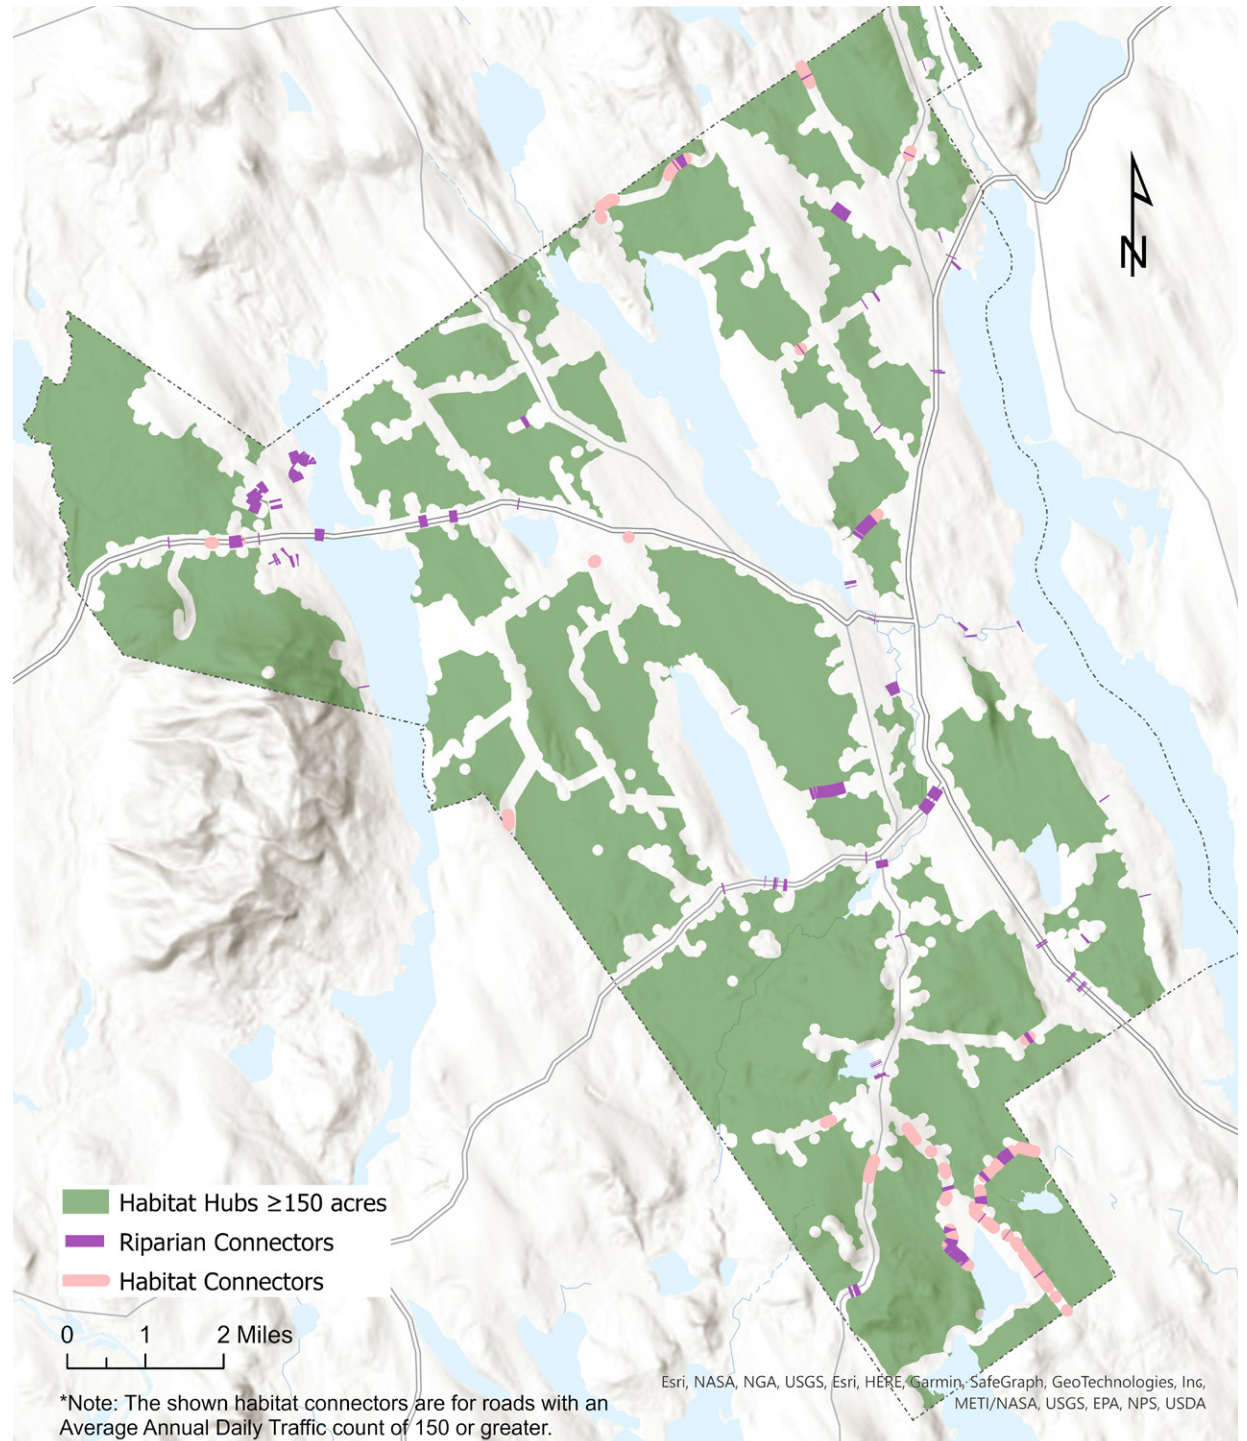 N
Habitat Hubs ≥150 acres
Riparian Connectors
Habitat Connectors
0 1 2 Miles
*Note: The shown habitat connectors are for roads with an
Average Annual Daily Traffic count of 150 or greater.
Esri, NASA, NGA, USGS, Esri, HERE, Garmin, SafeGraph, GeoTechnologies, Inc,
METI/NASA, USGS, EPA, NPS, USDA